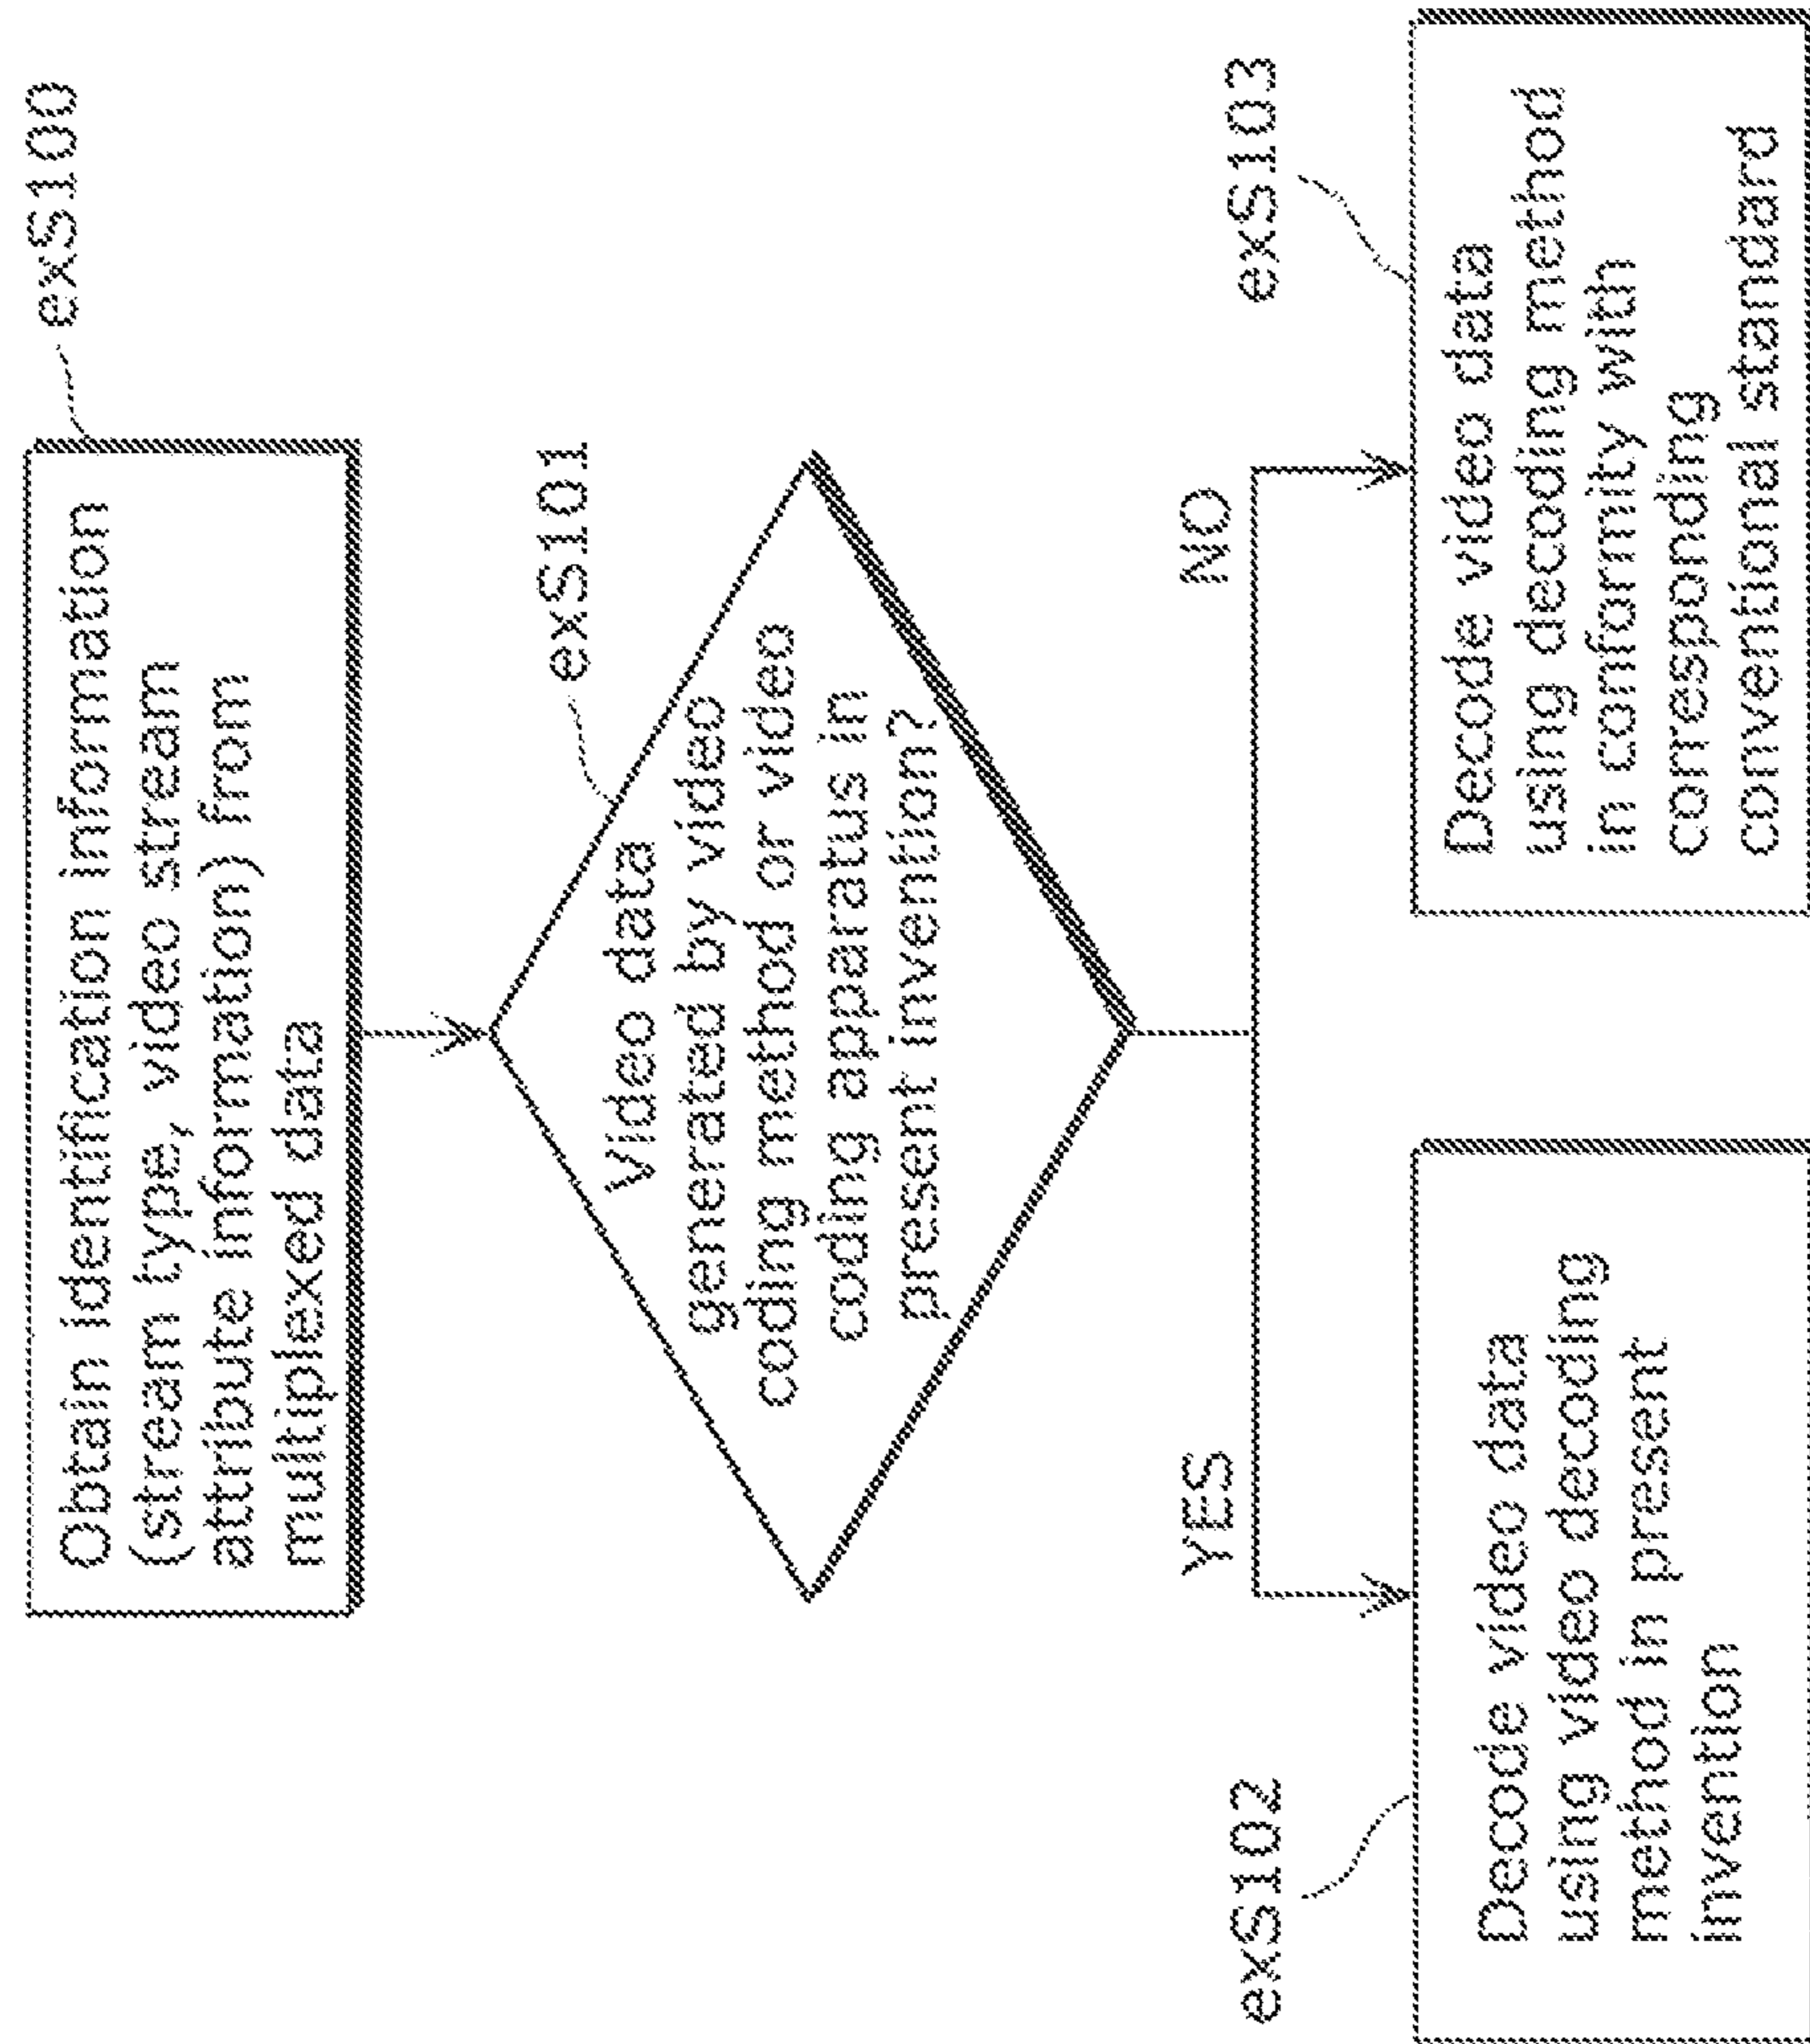 exS100
Obtain identification information
(stream type, video stream
attribute information) from
multiplexed data
exS101
Video data
generated by video
coding method or video
coding apparatus in
present invention?
YES
NO
exS102
exS103
Decode video data
using video decoding
method in present
invention
Decode video data
using decoding method
in conformity with
corresponding
conventional standard